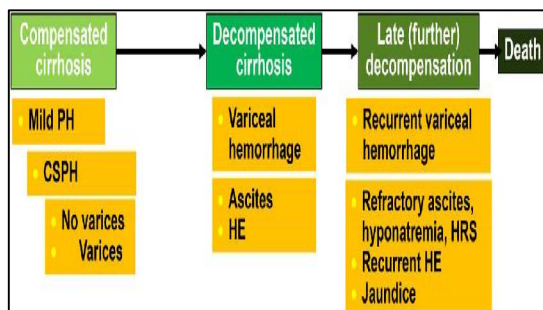 Compensated
cirrhosis
Decompensated
cirrhosis
Late (further)
decompensation
Death
• Mild PH
• CSPH
• No varices
• Varices
• Variceal
hemorrhage
• Ascites
• HE
• Recurrent variceal
hemorrhage
• Refractory ascites,
hyponatremia, HRS
• Recurrent HE
• Jaundice